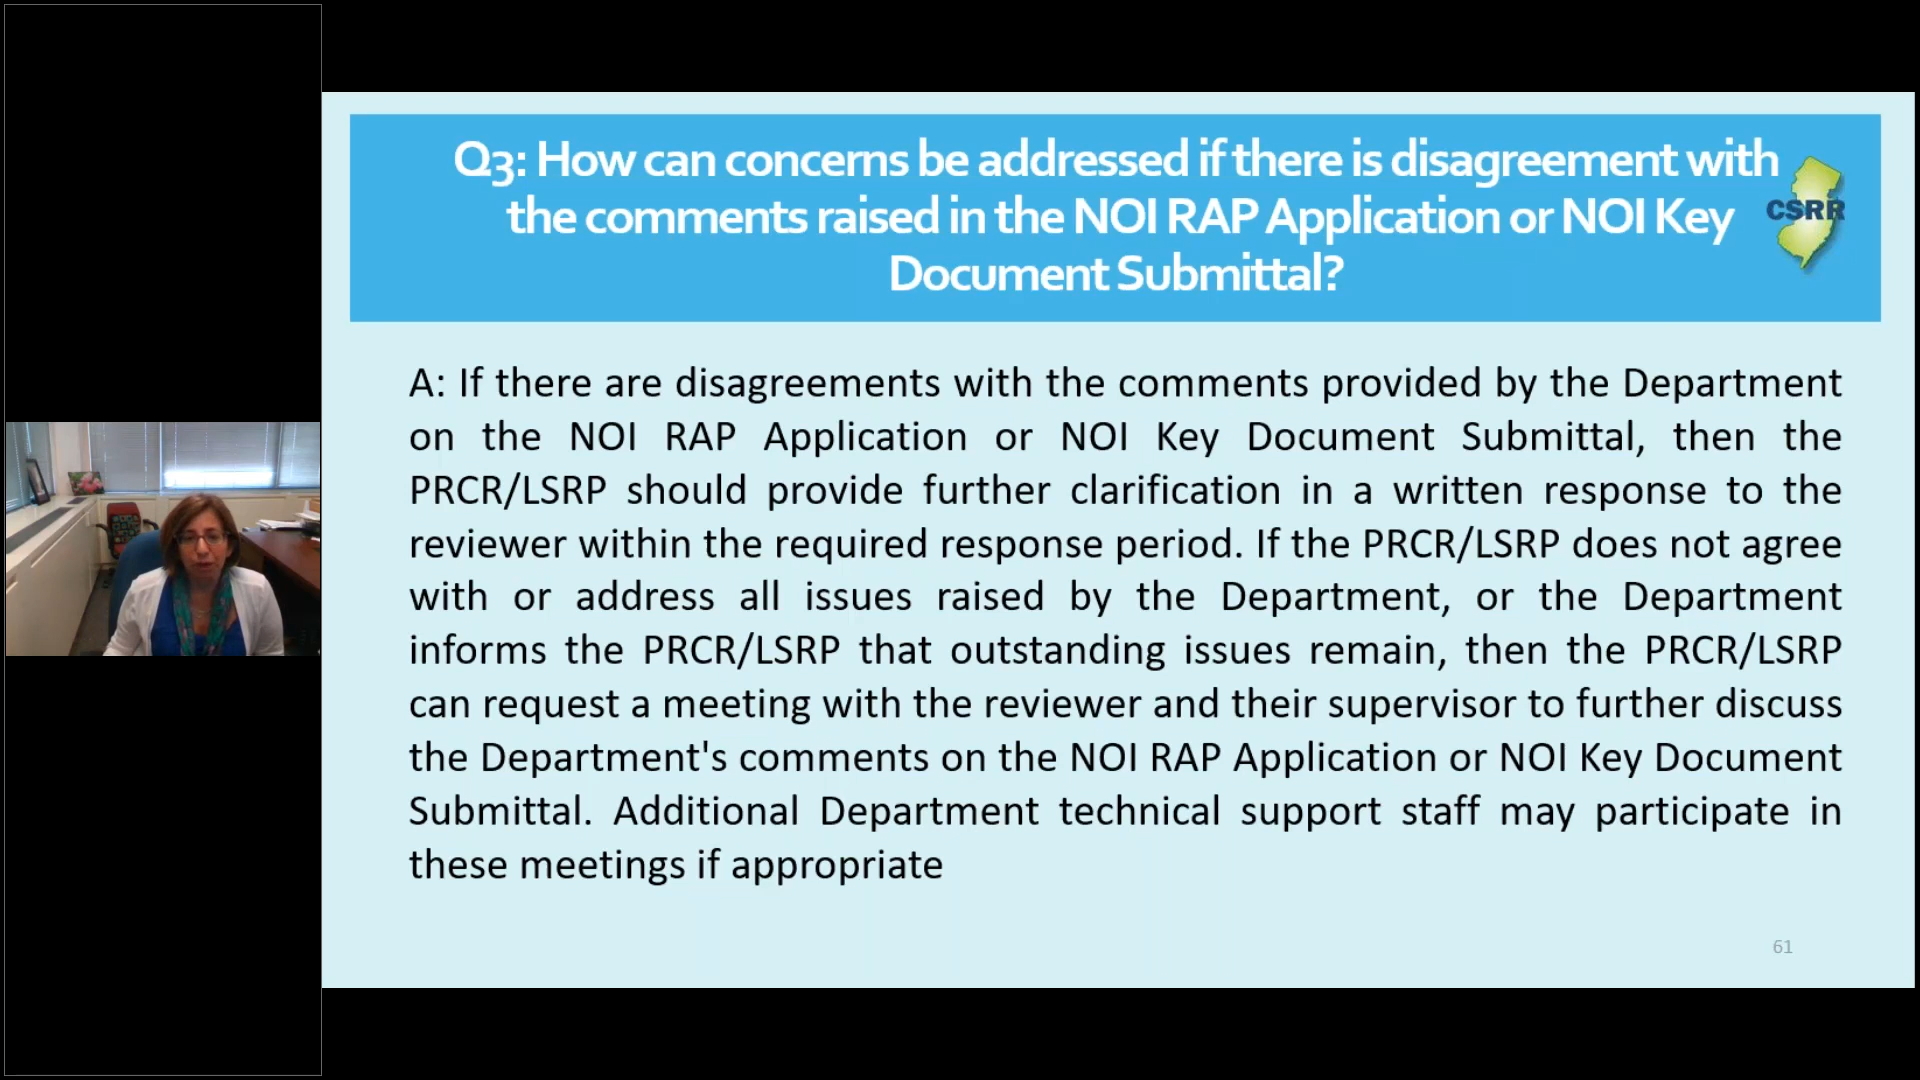 Q3: How can concerns be addressed if there is disagreement with
the comments raised in the NOI RAP Application or NOI Key
Document Submittal?
CSRR
A: If there are disagreements with the comments provided by the Department
on the NOI RAP Application or NOI Key Document Submittal, then the
PRCR/LSRP should provide further clarification in a written response to the
reviewer within the required response period. If the PRCR/LSRP does not agree
with or address all issues raised by the Department, or the Department
informs the PRCR/LSRP that outstanding issues remain, then the PRCR/LSRP
can request a meeting with the reviewer and their supervisor to further discuss
the Department's comments on the NOI RAP Application or NOI Key Document
Submittal. Additional Department technical support staff may participate in
these meetings if appropriate
61